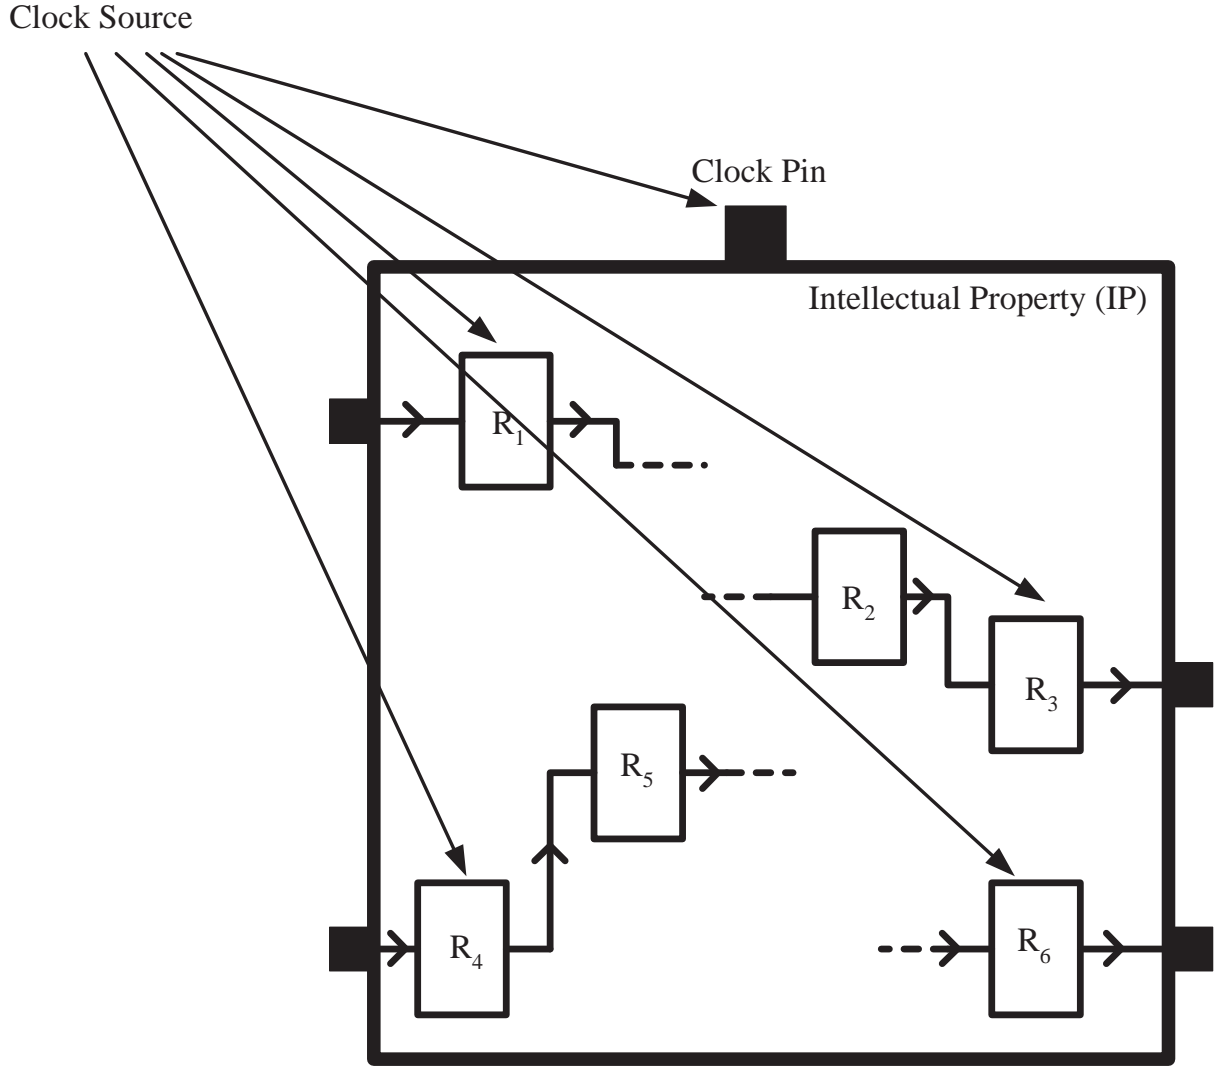 Clock Source
Clock Pin
Intellectual Property (IP)
R1
R2
R3
R5
R4
R6